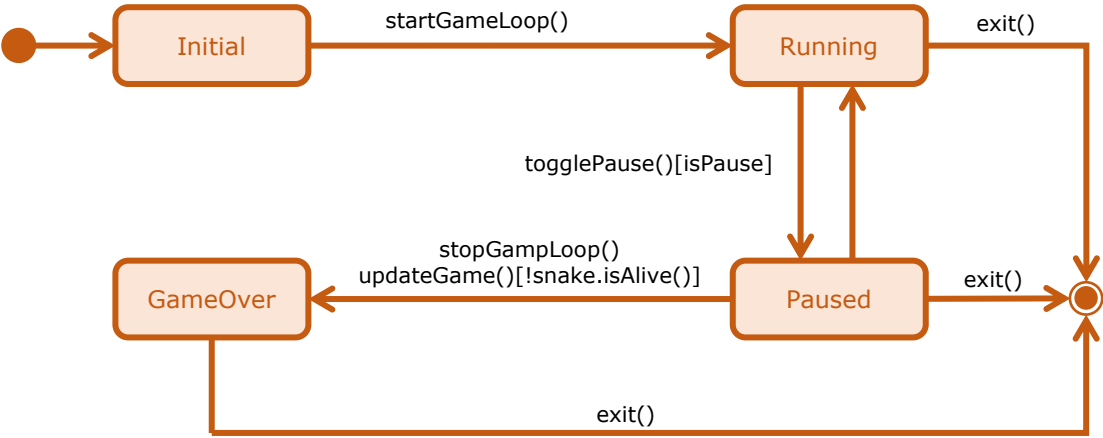 startGameLoop()
exit()
Initial
Running
togglePause()[isPause]
stopGampLoop()
updateGame()[!snake.isAlive()]
exit()
GameOver
Paused
exit()